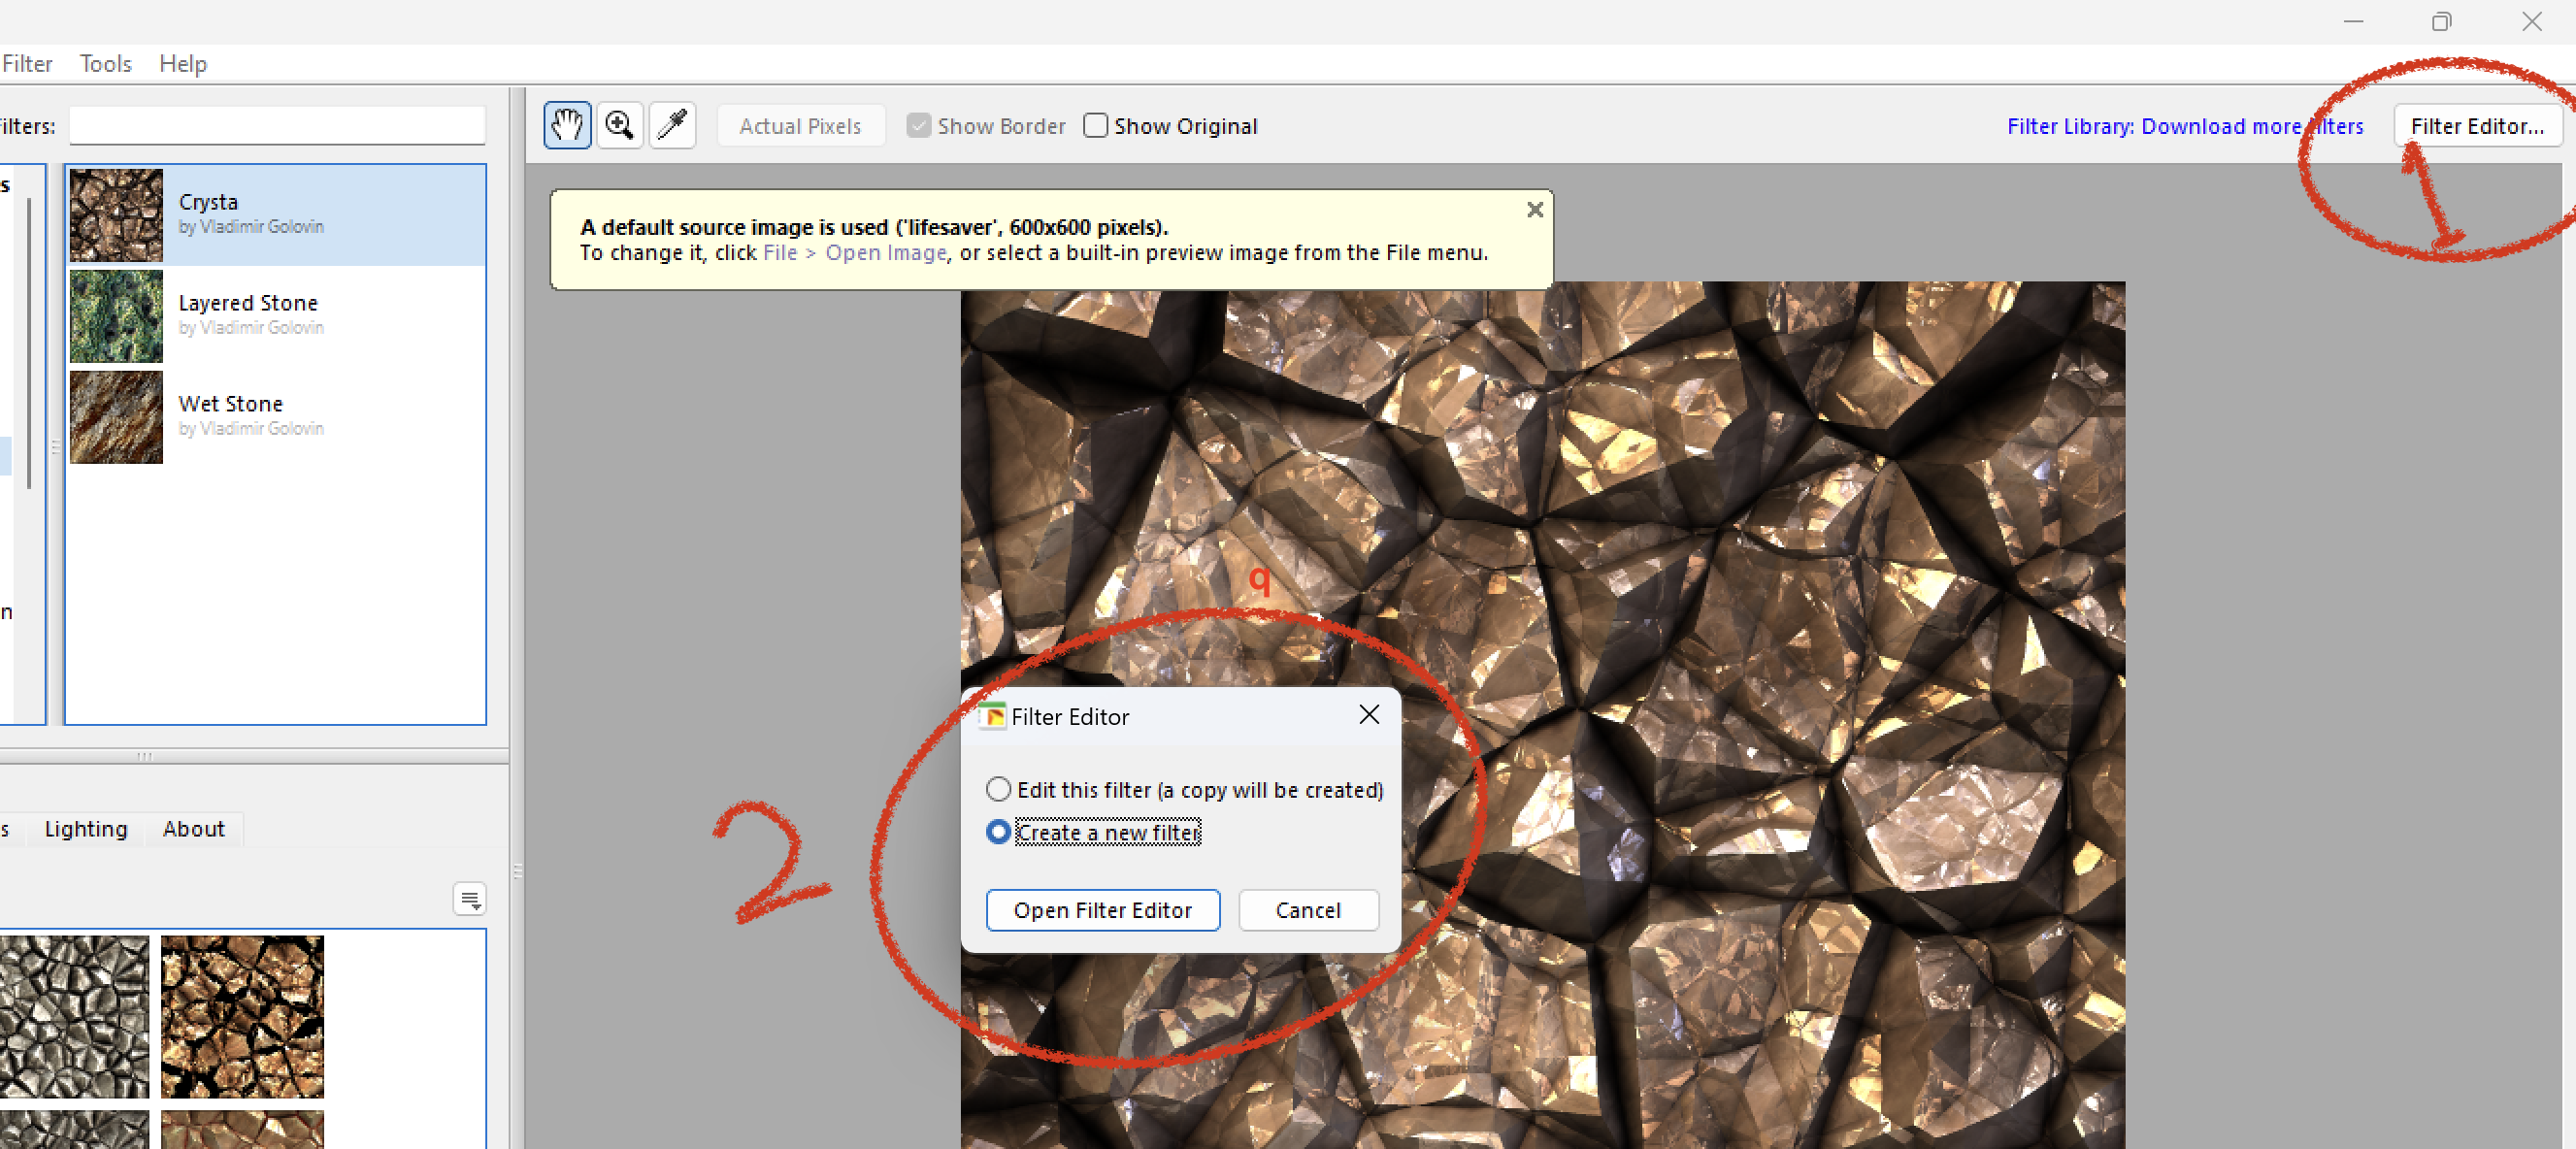 Filter Tools Help
ilters:
Actual Pixels Show Border Show Original Filter Library: Download more filters Filter Editor...
1
s
Crysta
by Vladimir Golovin
Layered Stone
by Vladimir Golovin
Wet Stone
by Vladimir Golovin
n
A default source image is used ('lifesaver', 600x600 pixels).
To change it, click File > Open Image, or select a built-in preview image from the File menu.
q
2
Filter Editor
Edit this filter (a copy will be created)
Create a new filter
Open Filter Editor Cancel
s Lighting About